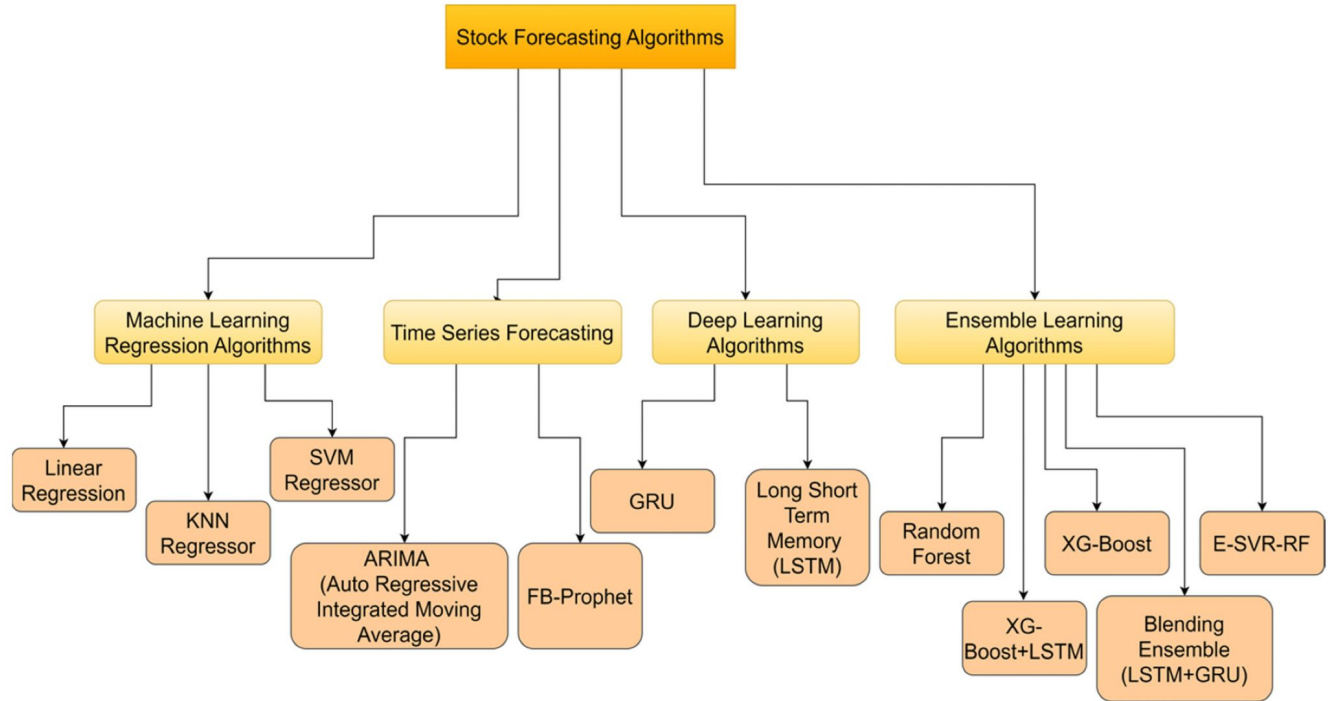 Stock Forecasting Algorithms
Machine Learning
Regression Algorithms
Time Series Forecasting
Deep Learning
Algorithms
Ensemble Learning
Algorithms
Linear
Regression
KNN
Regressor
SVM
Regressor
ARIMA
(Auto Regressive
Integrated Moving
Average)
FB-Prophet
GRU
Long Short
Term
Memory
(LSTM)
Random
Forest
XG-
Boost+LSTM
XG-Boost
Blending
Ensemble
(LSTM+GRU)
E-SVR-RF